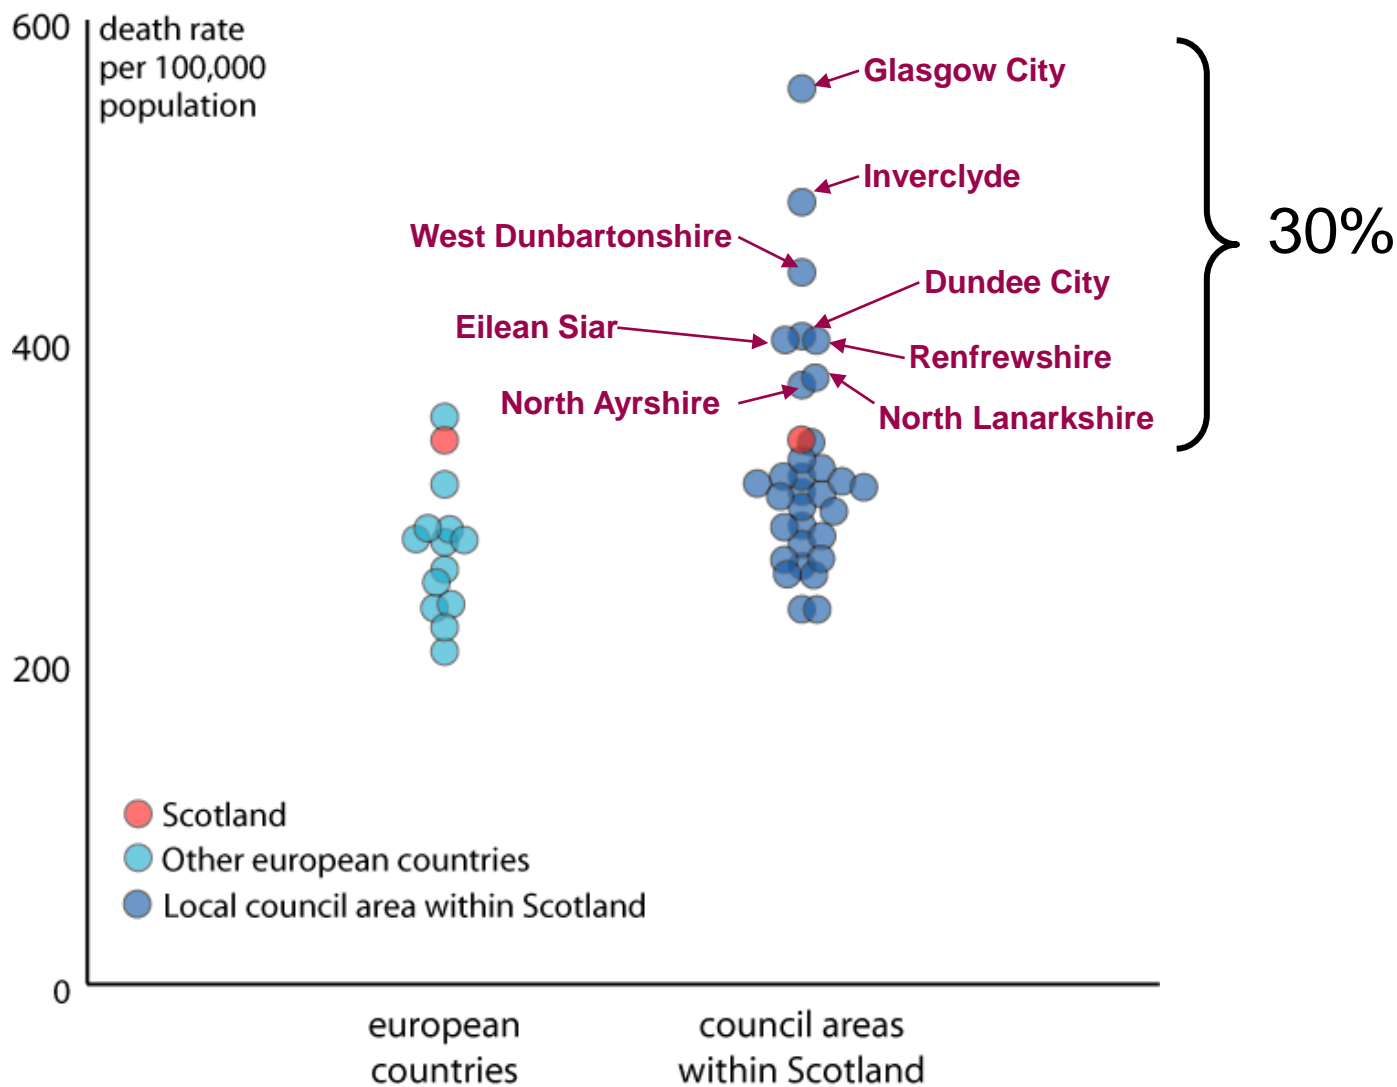 600
death rate
per 100,000
population
Glasgow City
Inverclyde
30%
West Dunbartonshire
Dundee City
Eilean Siar
400
Renfrewshire
North Ayrshire
North Lanarkshire
200
Scotland
Other european countries
Local council area within Scotland
0
european
countries
council areas
within Scotland